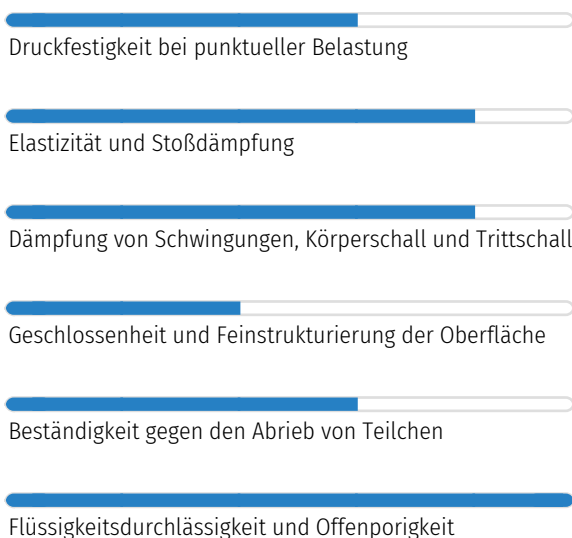 Druckfestigkeit bei punktueller Belastung
Elastizität und Stoßdämpfung
Dämpfung von Schwingungen, Körperschall und Trittschall
Geschlossenheit und Feinstrukturierung der Oberfläche
Beständigkeit gegen den Abrieb von Teilchen
Flüssigkeitsdurchlässigkeit und Offenporigkeit